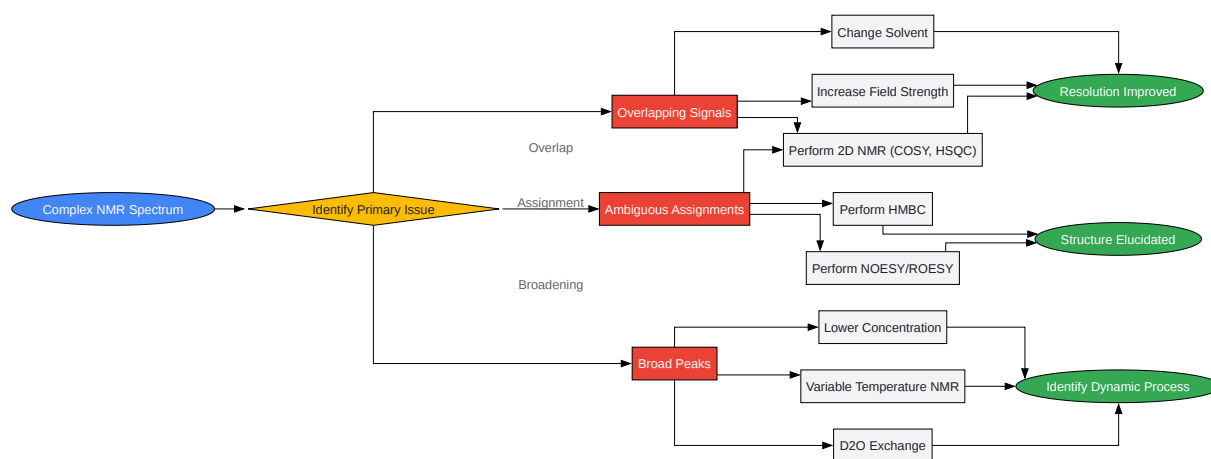 Change Solvent
Increase Field Strength
Resolution Improved
Overlapping Signals
Perform 2D NMR (COSY, HSQC)
Overlap
Complex NMR Spectrum
Identify Primary Issue
Assignment
Ambiguous Assignments
Perform HMBC
Structure Elucidated
Perform NOESY/ROESY
Broadening
Lower Concentration
Broad Peaks
Variable Temperature NMR
Identify Dynamic Process
D2O Exchange